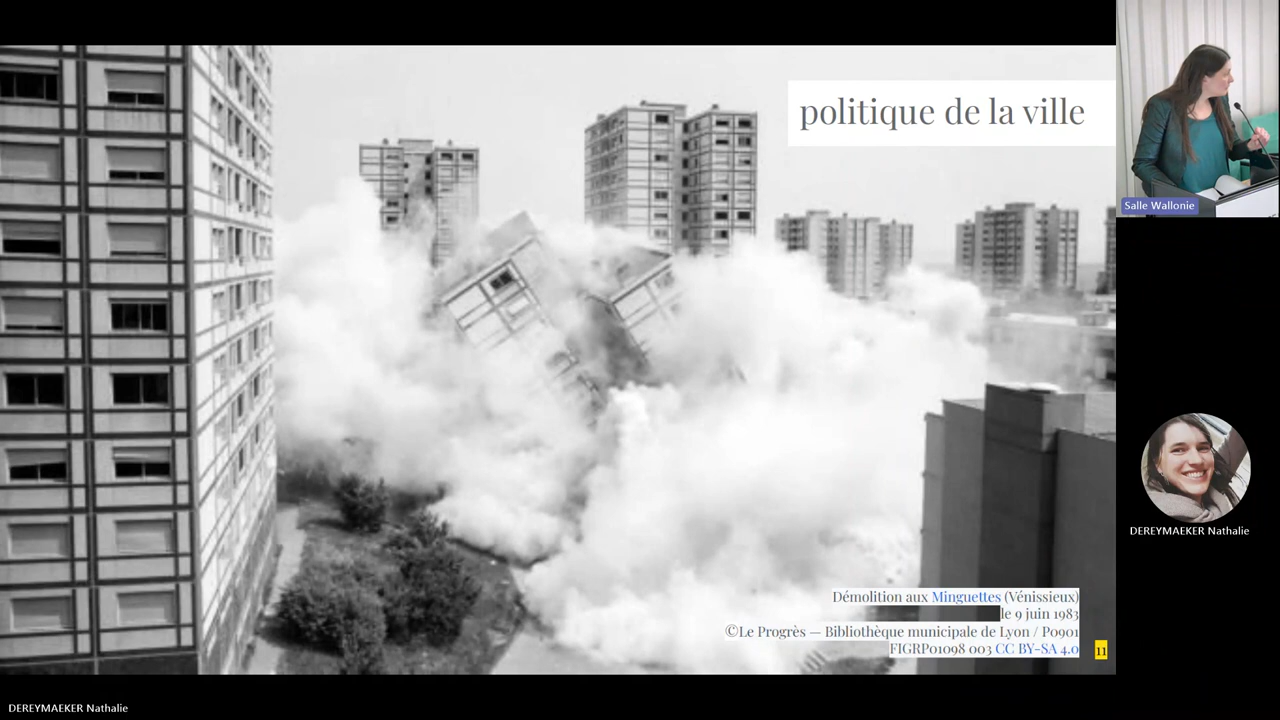 politique de la ville
Salle Wallonie
DEREYMAEKER Nathalie
Démolition aux Minguettes (Vénissieux)
le 9 juin 1983
©Le Progrès — Bibliothèque municipale de Lyon / P0901
FIGRP01098 003 CC BY-SA 4.0
11
DEREYMAEKER Nathalie